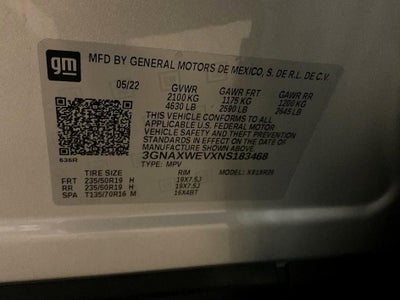 gm
MFD BY GENERAL MOTORS DE MEXICO, S. DE R.L. DE C.V.
05/22 GVWR GAWR FRT GAWR RR
2100 KG 1175 KG 1200 KG
4630 LB 2590 LB 2645 LB
THIS VEHICLE CONFORMS TO ALL
APPLICABLE U.S. FEDERAL MOTOR
VEHICLE SAFETY AND THEFT PREVENTION
STANDARDS IN EFFECT ON THE DATE OF
MANUFACTURE SHOWN ABOVE.
3GNAXWEVXNS183468
TYPE: MPV MODEL:
TIRE SIZE RIM
FRT 235/50R19 H 19X7.5J
RR 235/50R19 H 19X7.5J
SPA T135/70R16 M 16X4BT